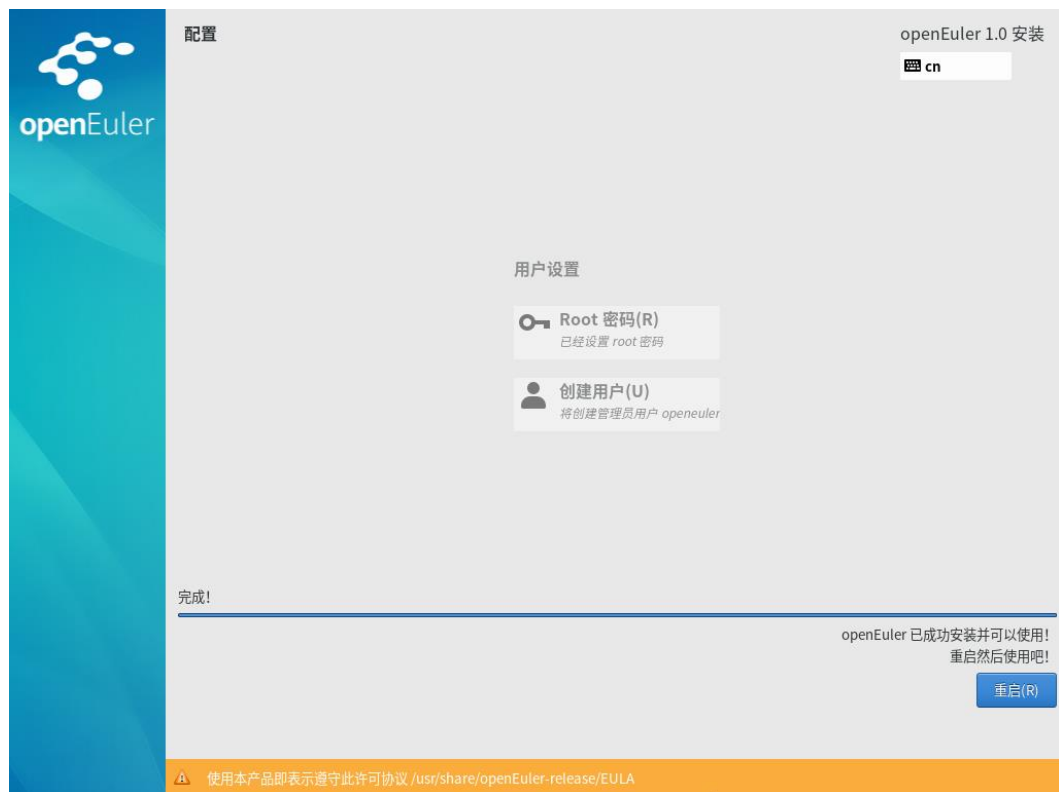 openEuler
配置
openEuler 1.0 安装
cn
用户设置
Root 密码(R)
已经设置 root 密码
创建用户(U)
将创建管理员用户 openeuler
完成!
openEuler 已成功安装并可以使用!
重启然后使用吧!
重启(R)
使用本产品即表示遵守此许可协议 /usr/share/openEuler-release/EULA